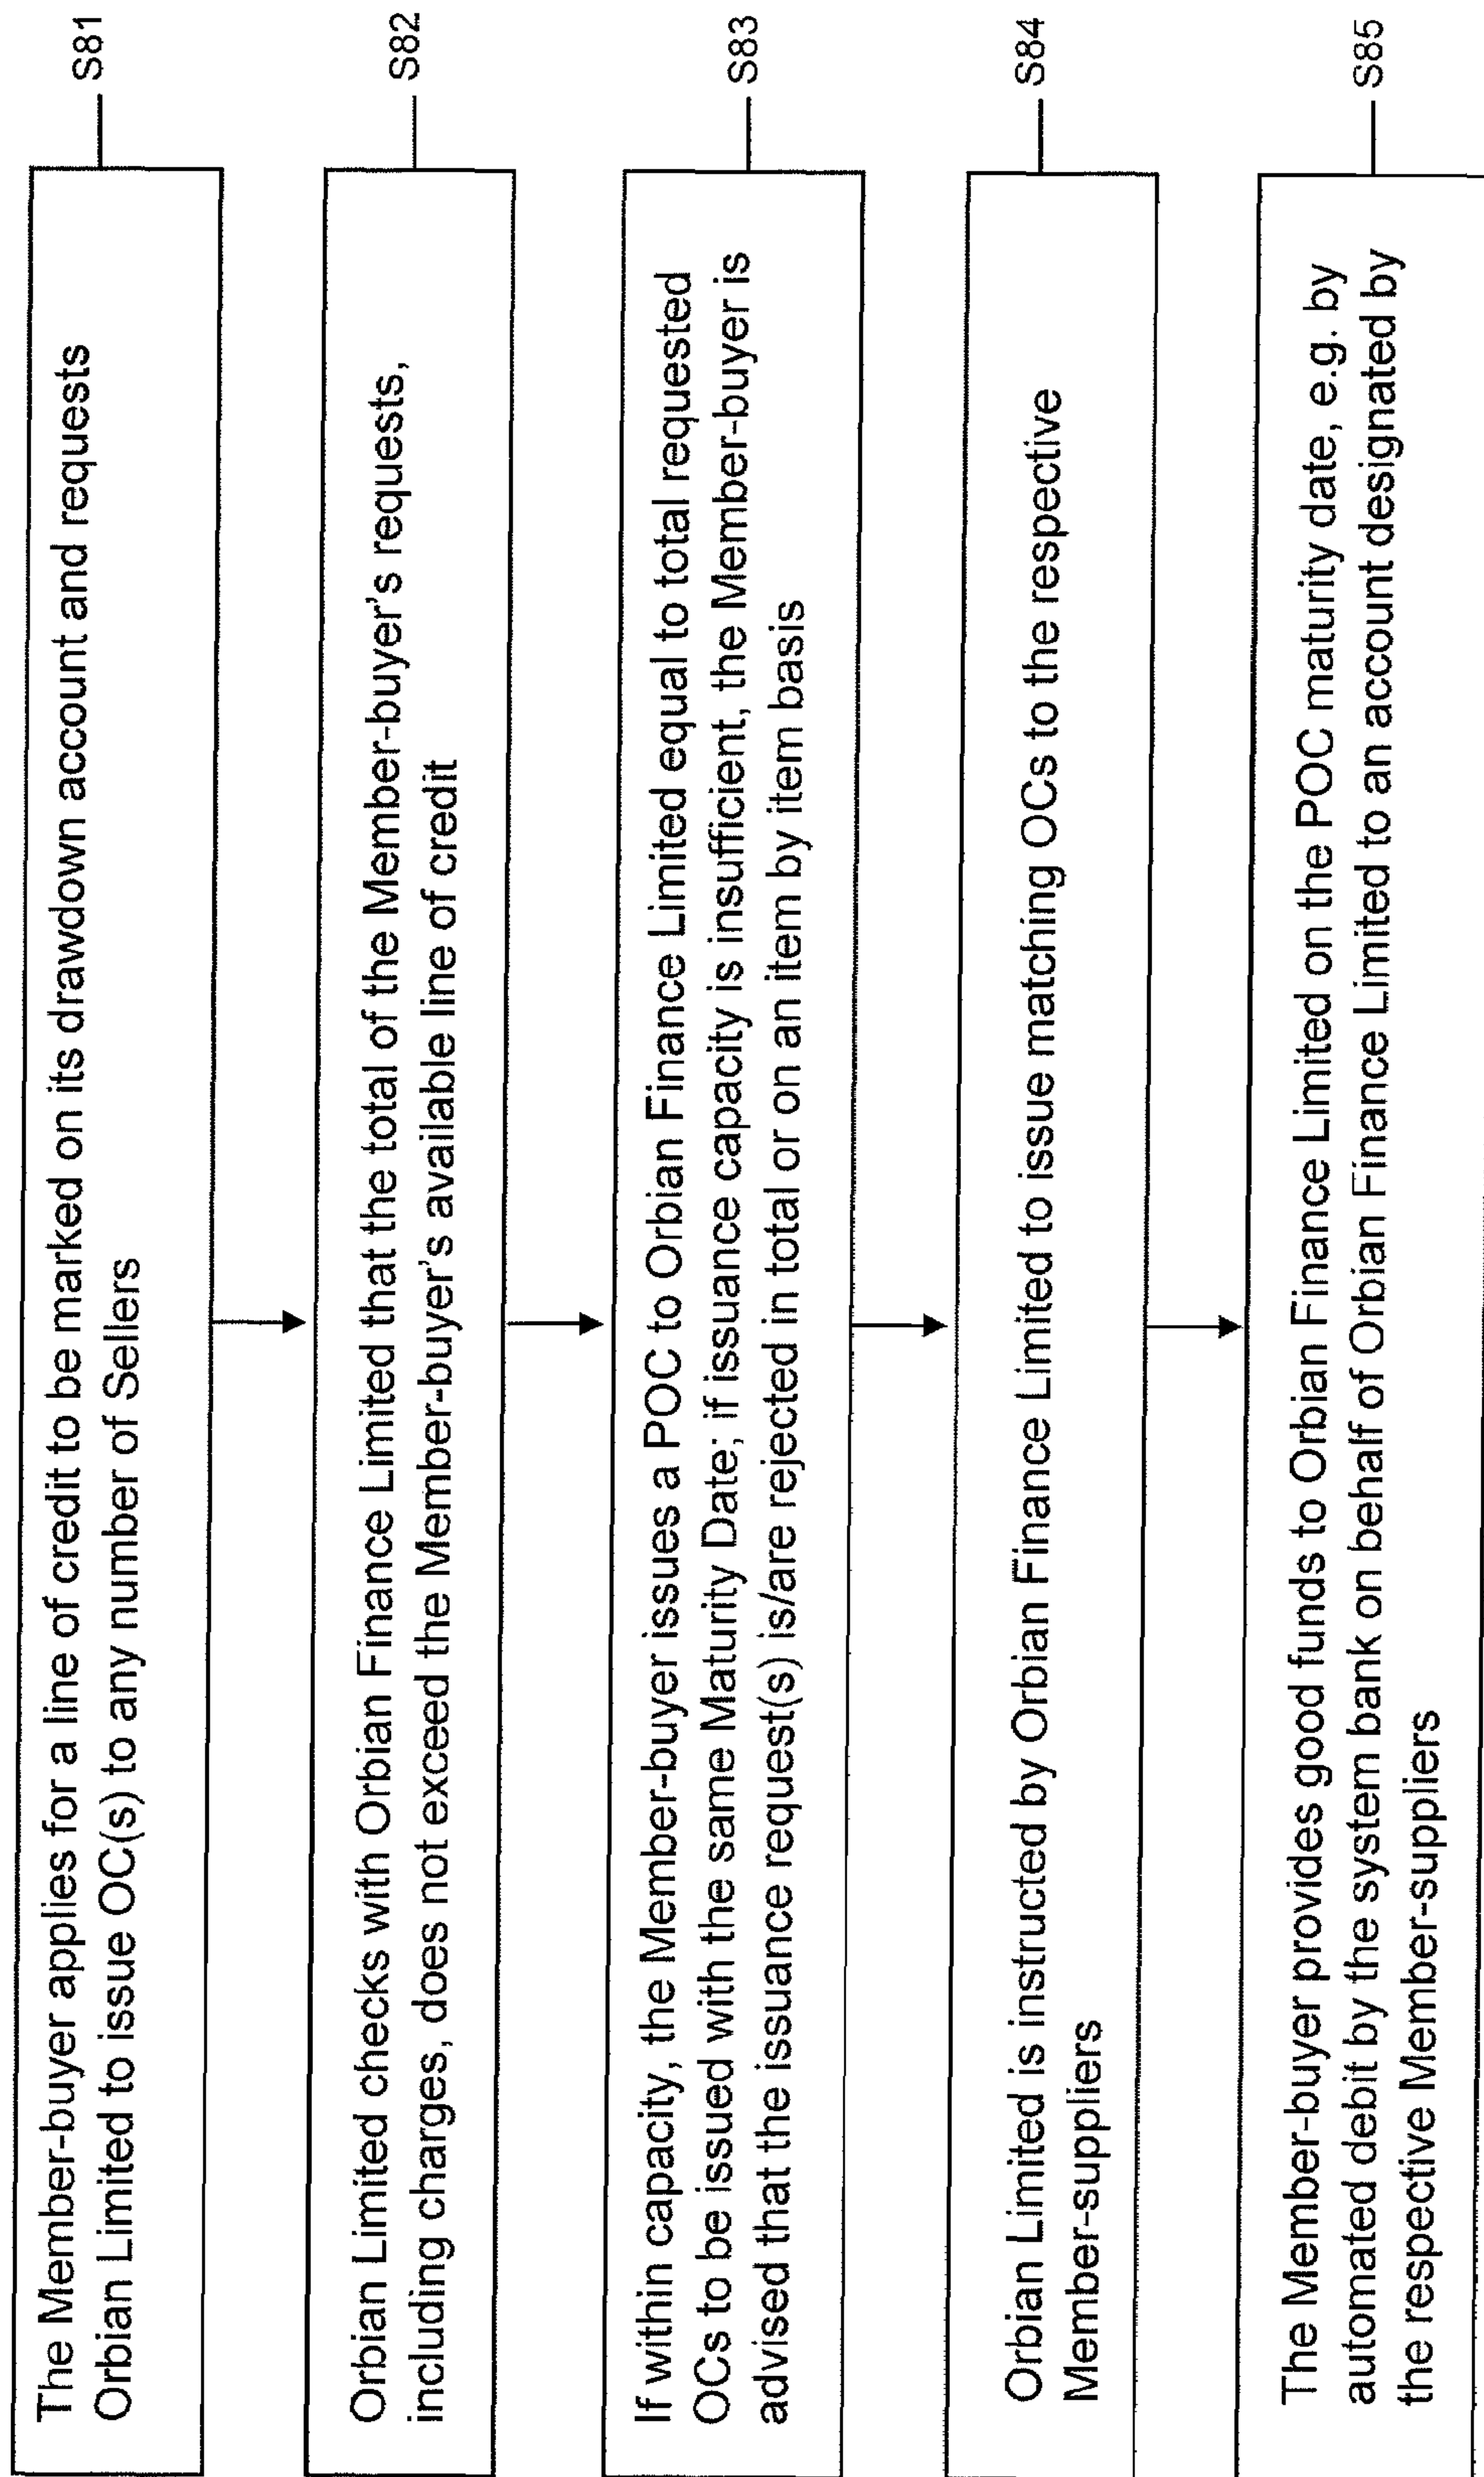 The Member-buyer applies for a line of credit to be marked on its drawdown account and requests
Orbian Limited to issue OC(s) to any number of Sellers
S81
Orbian Limited checks with Orbian Finance Limited that the total of the Member-buyer's requests,
including charges, does not exceed the Member-buyer's available line of credit
S82
If within capacity, the Member-buyer issues a POC to Orbian Finance Limited equal to total requested
OCs to be issued with the same Maturity Date; if issuance capacity is insufficient, the Member-buyer is
advised that the issuance request(s) is/are rejected in total or on an item by item basis
S83
Orbian Limited is instructed by Orbian Finance Limited to issue matching OCs to the respective
Member-suppliers
S84
The Member-buyer provides good funds to Orbian Finance Limited on the POC maturity date, e.g. by
automated debit by the system bank on behalf of Orbian Finance Limited to an account designated by
the respective Member-suppliers
S85